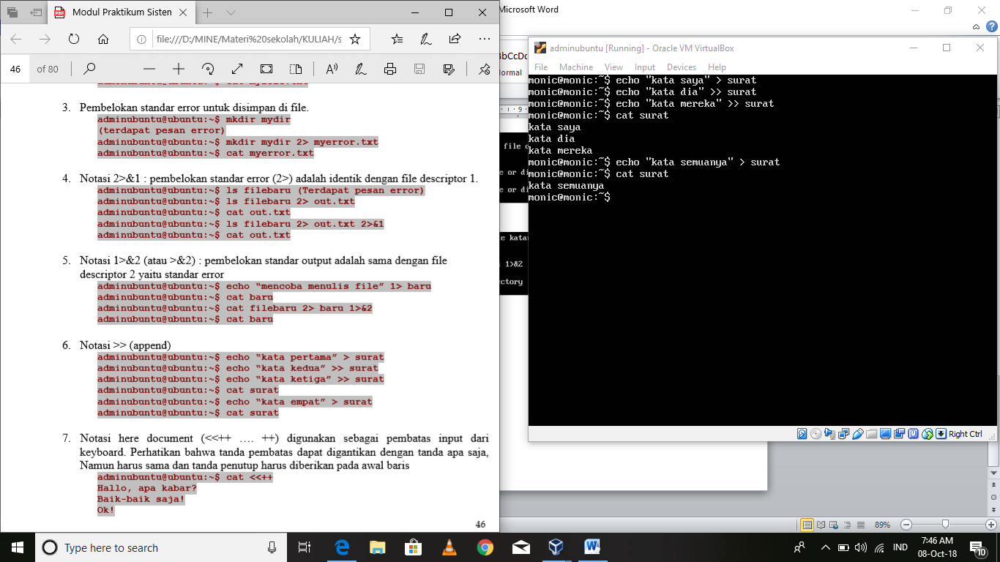 Modul Praktikum Sisten
file:///D:/MINE/Materi%20sekolah/KULIAH/s
46 of 80
3. Pembelokan standar error untuk disimpan di file.
adminubuntu@ubuntu:~$ mkdir mydir
(terdapat pesan error)
adminubuntu@ubuntu:~$ mkdir mydir 2> myerror.txt
adminubuntu@ubuntu:~$ cat myerror.txt
4. Notasi 2>&1 : pembelokan standar error (2>) adalah identik dengan file descriptor 1.
adminubuntu@ubuntu:~$ ls filebaru (Terdapat pesan error)
adminubuntu@ubuntu:~$ ls filebaru 2> out.txt
adminubuntu@ubuntu:~$ cat out.txt
adminubuntu@ubuntu:~$ ls filebaru 2> out.txt 2>&1
adminubuntu@ubuntu:~$ cat out.txt
5. Notasi 1>&2 (atau >&2) : pembelokan standar output adalah sama dengan file
descriptor 2 yaitu standar error
adminubuntu@ubuntu:~$ echo “mencoba menulis file” 1> baru
adminubuntu@ubuntu:~$ cat baru
adminubuntu@ubuntu:~$ cat filebaru 2> baru 1>&2
adminubuntu@ubuntu:~$ cat baru
6. Notasi >> (append)
adminubuntu@ubuntu:~$ echo “kata pertama” > surat
adminubuntu@ubuntu:~$ echo “kata kedua” >> surat
adminubuntu@ubuntu:~$ echo “kata ketiga” >> surat
adminubuntu@ubuntu:~$ cat surat
adminubuntu@ubuntu:~$ echo “kata empat” > surat
adminubuntu@ubuntu:~$ cat surat
7. Notasi here document (<<++ …. ++) digunakan sebagai pembatas input dari
keyboard. Perhatikan bahwa tanda pembatas dapat digantikan dengan tanda apa saja,
Namun harus sama dan tanda penutup harus diberikan pada awal baris
adminubuntu@ubuntu:~$ cat <<++
Hallo, apa kabar?
Baik-baik saja!
Ok!
46
Microsoft Word
adminubuntu [Running] - Oracle VM VirtualBox
File Machine View Input Devices Help
monic@monic:~$ echo "kata saya" > surat
monic@monic:~$ echo "kata dia" >> surat
monic@monic:~$ echo "kata mereka" >> surat
monic@monic:~$ cat surat
kata saya
kata dia
kata mereka
monic@monic:~$ echo "kata semuanya" > surat
monic@monic:~$ cat surat
kata semuanya
monic@monic:~$
Right Ctrl
file
1>&2
89%
Type here to search
IND
7:46 AM
08-Oct-18
10